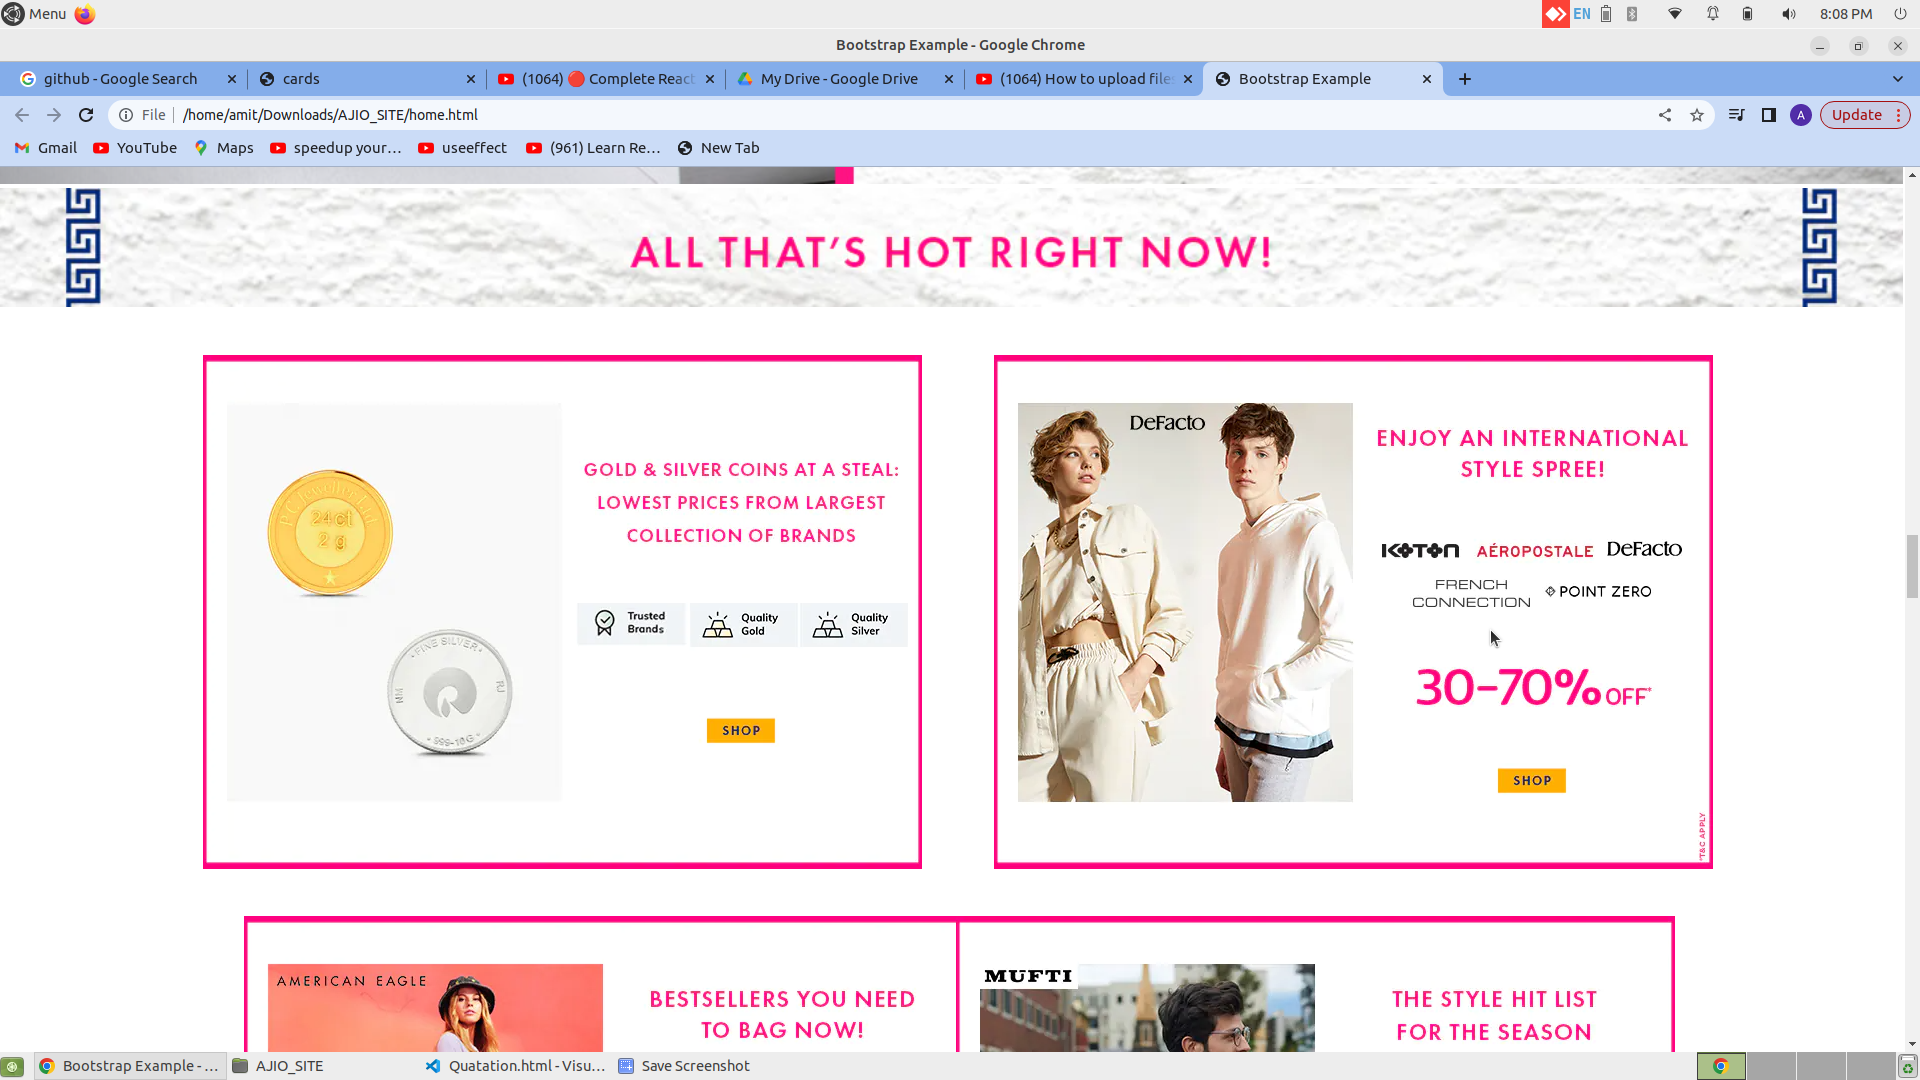 Menu
EN
8:08 PM
Bootstrap Example - Google Chrome
github - Google Search
cards
(1064) 🔴 Complete React
My Drive - Google Drive
(1064) How to upload files
Bootstrap Example
File
/home/amit/Downloads/AJIO_SITE/home.html
A
Update
Gmail
YouTube
Maps
speedup your...
useeffect
(961) Learn Re...
New Tab
ALL THAT'S HOT RIGHT NOW!
24ct
2 g
FINE SILVER
999-10G
GOLD & SILVER COINS AT A STEAL:
LOWEST PRICES FROM LARGEST
COLLECTION OF BRANDS
Trusted
Brands
Quality
Gold
Quality
Silver
SHOP
DeFacto
ENJOY AN INTERNATIONAL
STYLE SPREE!
KOTON AÉROPOSTALE DeFacto
FRENCH
CONNECTION
POINT ZERO
30-70% OFF*
SHOP
*T&C APPLY
AMERICAN EAGLE
BESTSELLERS YOU NEED
TO BAG NOW!
MUFTI
THE STYLE HIT LIST
FOR THE SEASON
Bootstrap Example - ...
AJIO_SITE
Quatation.html - Visu...
Save Screenshot